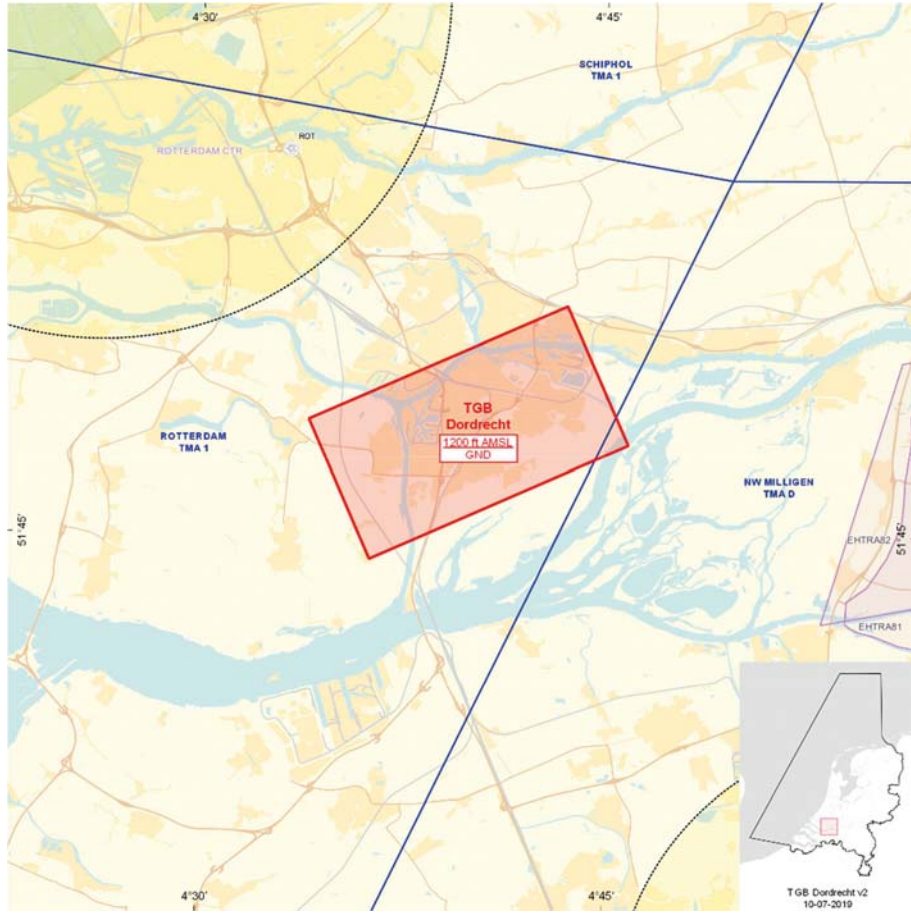 4°30'
4°45'
SCHIPHOL
TMA 1
ROT
ROTTERDAM CTR
TGB
Dordrecht
1200 ft AMSL
GND
ROTTERDAM
TMA 1
NW MILLIGEN
TMA D
51°45'
51°45'
EHTRA82
EHTRA81
4°30'
4°45'
TGB Dordrecht v2
10-07-2019